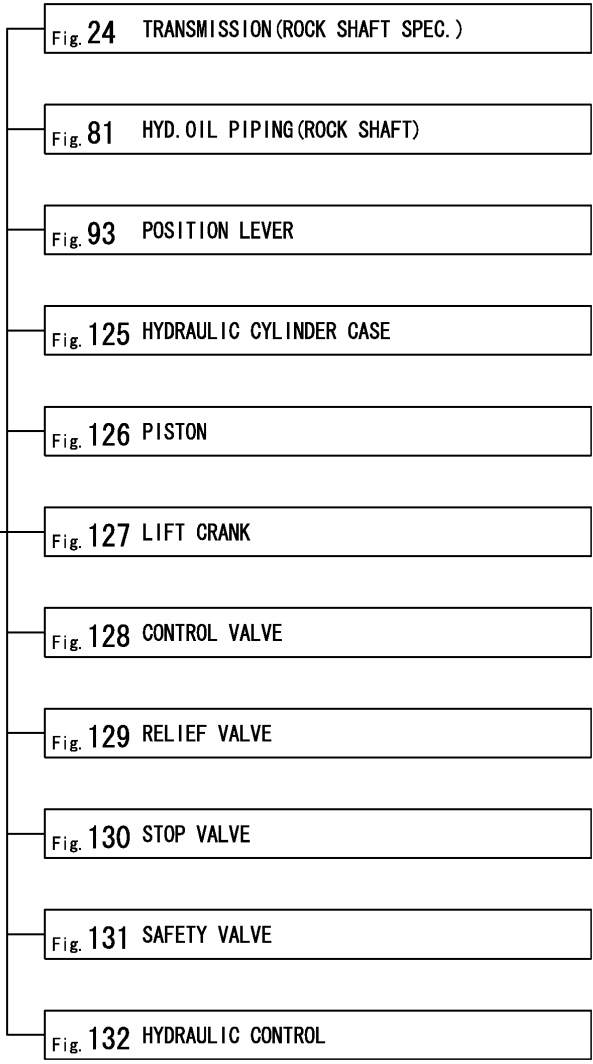 Fig. 24 TRANSMISSION(ROCK SHAFT SPEC.)
Fig. 81 HYD.OIL PIPING(ROCK SHAFT)
Fig. 93 POSITION LEVER
Fig. 125 HYDRAULIC CYLINDER CASE
Fig. 126 PISTON
Fig. 127 LIFT CRANK
Fig. 128 CONTROL VALVE
Fig. 129 RELIEF VALVE
Fig. 130 STOP VALVE
Fig. 131 SAFETY VALVE
Fig. 132 HYDRAULIC CONTROL